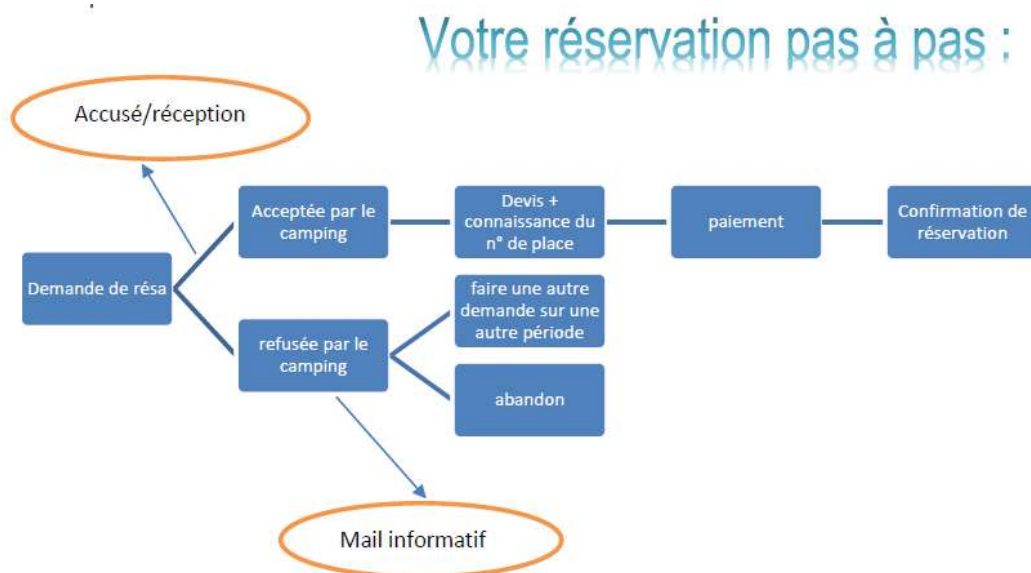 Votre réservation pas à pas :
Accusé/réception
Acceptée par le
camping
Devis +
connaissance du
n° de place
paiement
Confirmation de
réservation
Demande de résa
faire une autre
demande sur une
autre période
refusée par le
camping
abandon
Mail informatif